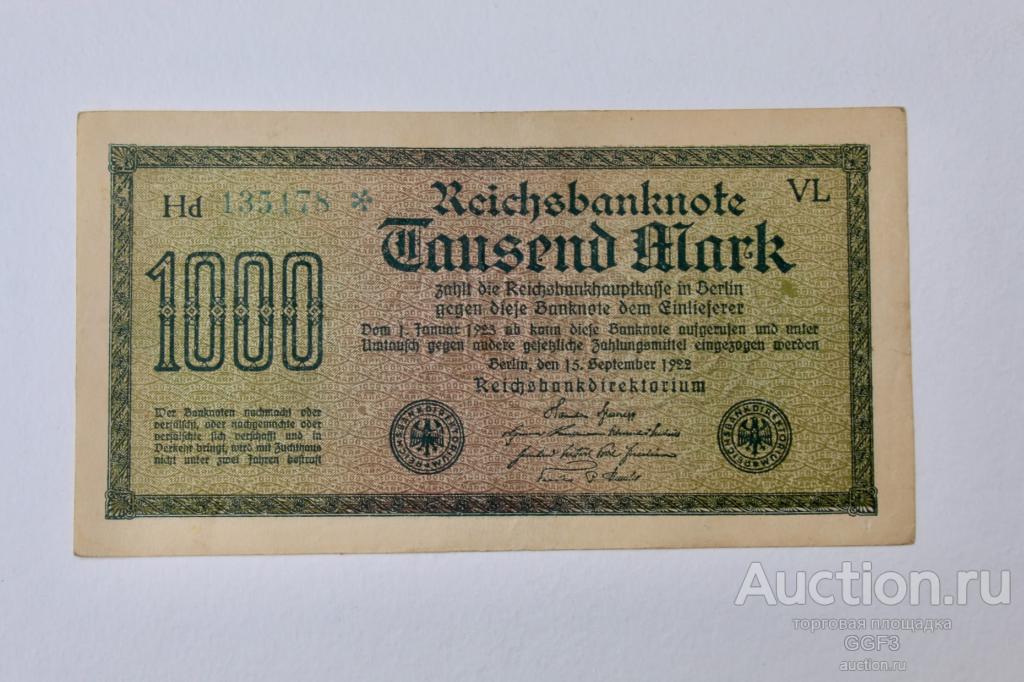 Hd 135478 *
VL
Reichsbanknote
Tausend Mark
1000
zahlt die Reichsbankhauptkasse in Berlin
gegen diese Banknote dem Einlieferer
Vom 1. Januar 1923 ab kann diese Banknote aufgerufen und unter
Umtausch gegen andere gesetzliche Zahlungsmittel eingezogen werden
Berlin, den 15. September 1922
Reichsbankdirektorium
Wer Banknoten nachmacht oder
verfälscht, oder nachgemachte oder
verfälschte sich verschafft und in
Verkehr bringt, wird mit Zuchthaus
nicht unter zwei Jahren bestraft
REICHSBANKDIREKTORIUM
REICHSBANKDIREKTORIUM
Auction.ru
торговая площадка
GGF3
auction.ru